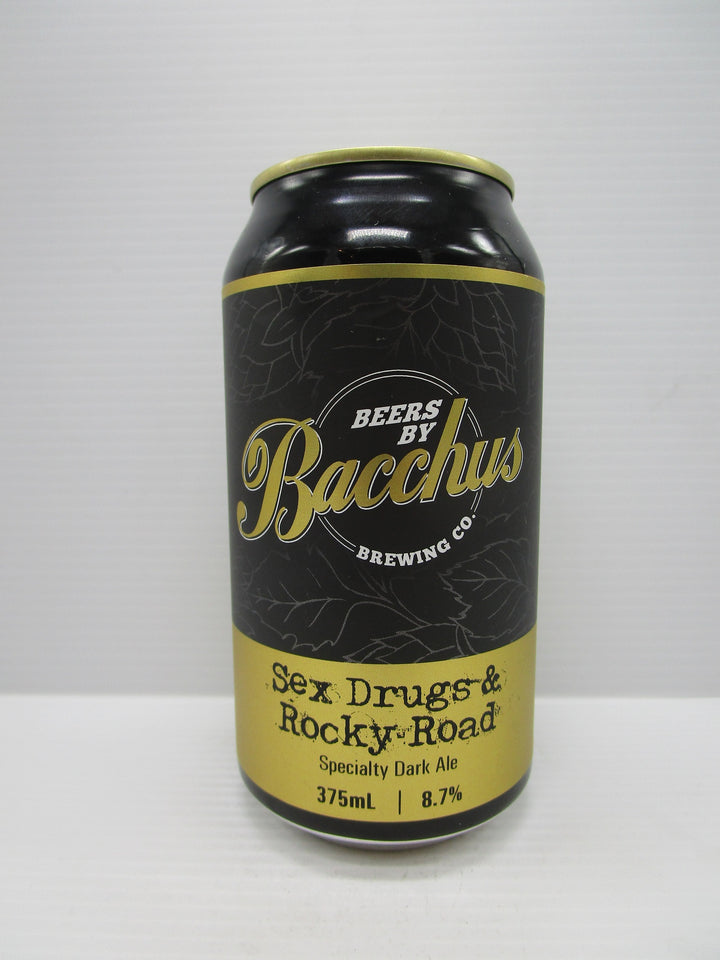 BEERS
BY
Bacchus
BREWING CO.
Sex Drugs &
Rocky Road
Specialty Dark Ale
375mL | 8.7%